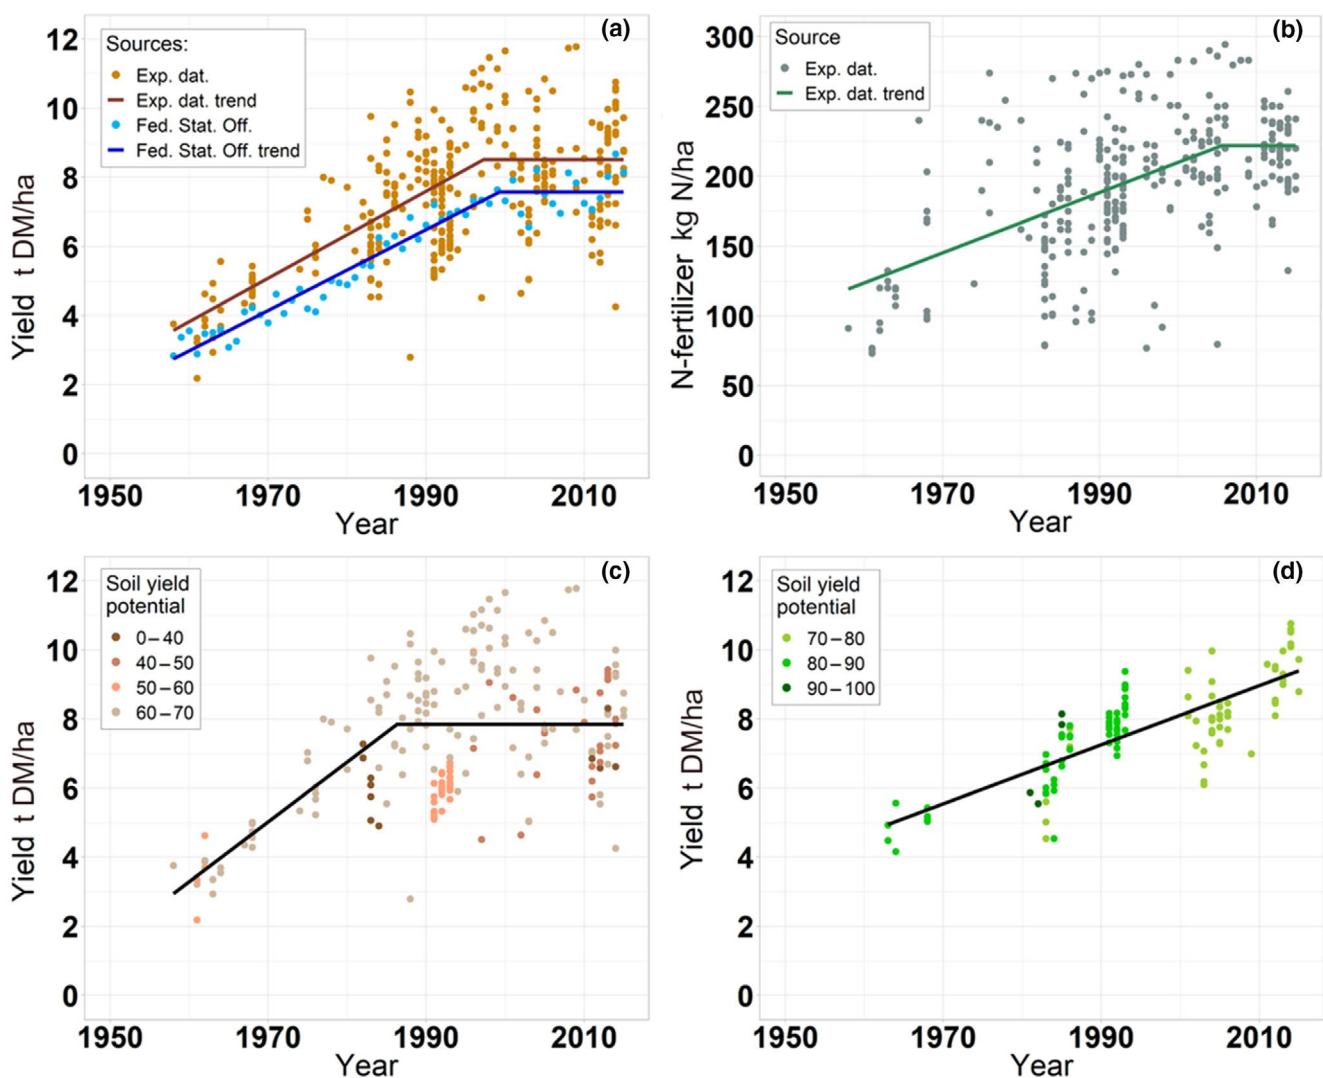 (a)
Sources:
Exp. dat.
Exp. dat. trend
Fed. Stat. Off.
Fed. Stat. Off. trend
Yield t DM/ha
12
10
8
6
4
2
0
1950 1970 1990 2010
Year
(b)
Source
Exp. dat.
Exp. dat. trend
N-fertilizer kg N/ha
300
250
200
150
100
50
0
1950 1970 1990 2010
Year
(c)
Soil yield
potential
0–40
40–50
50–60
60–70
Yield t DM/ha
12
10
8
6
4
2
0
1950 1970 1990 2010
Year
(d)
Soil yield
potential
70–80
80–90
90–100
Yield t DM/ha
12
10
8
6
4
2
0
1950 1970 1990 2010
Year